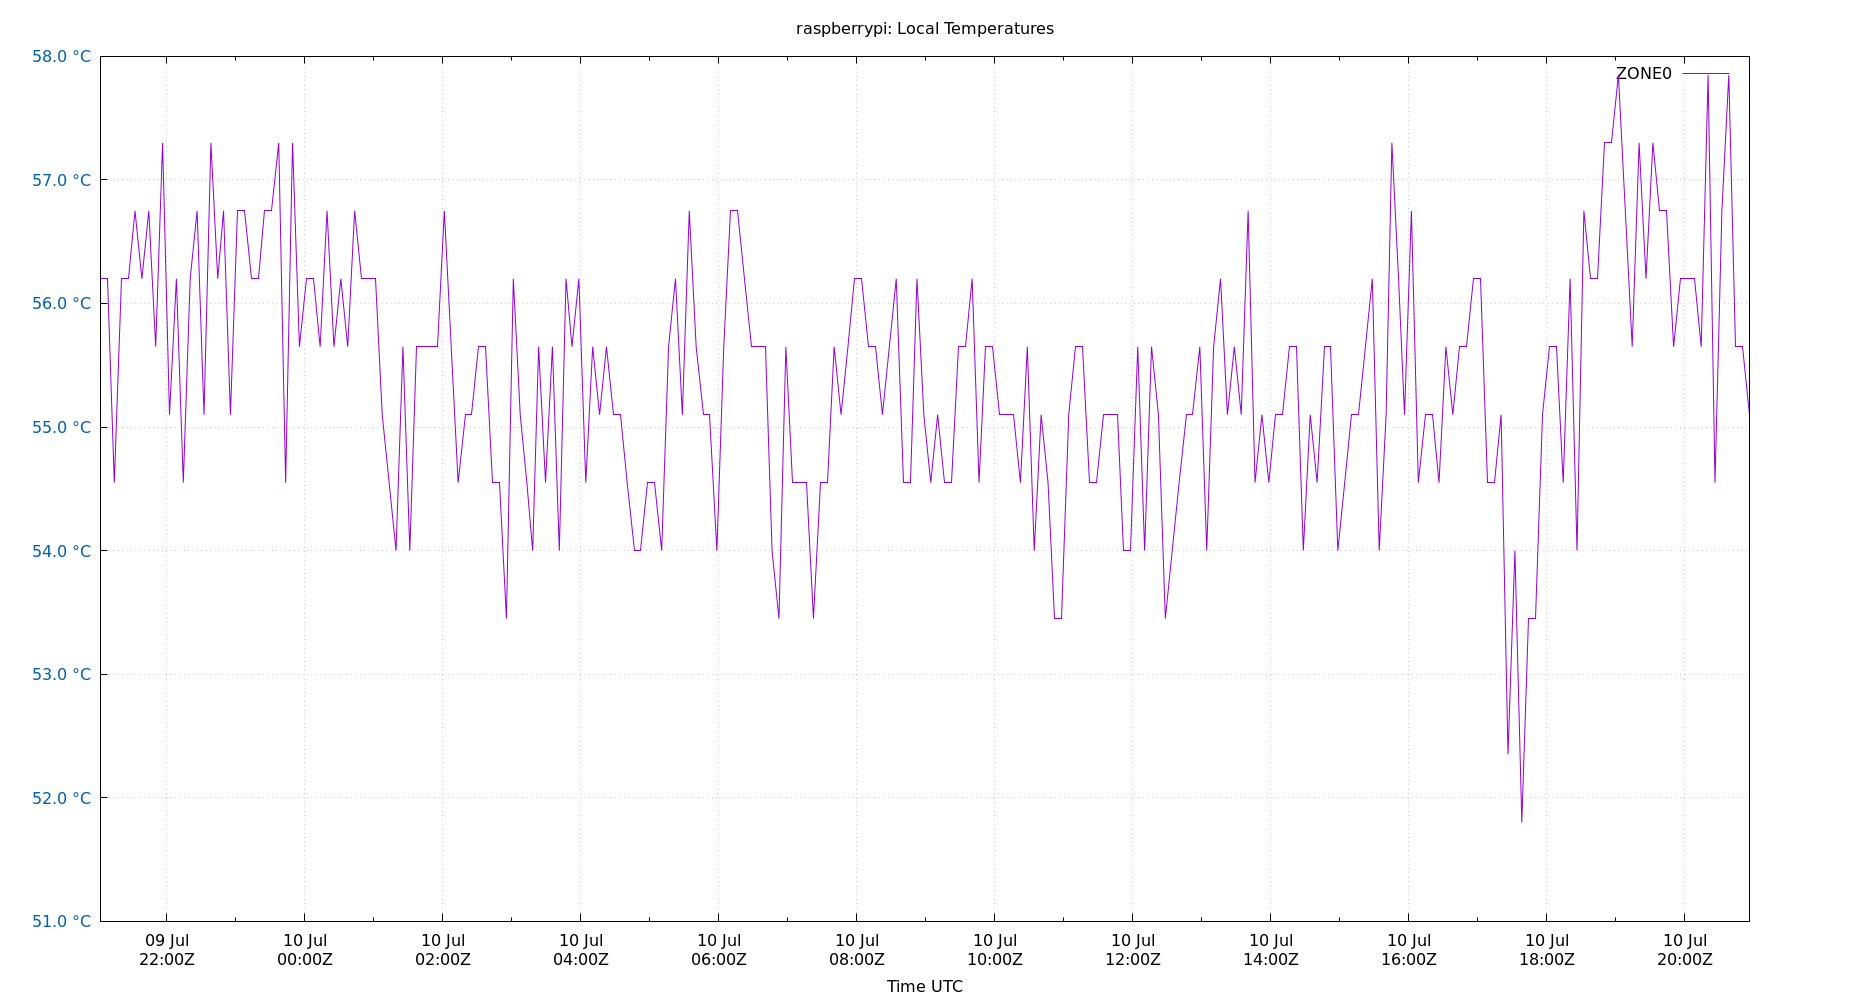 raspberrypi: Local Temperatures
58.0 °C
ZONE0
57.0 °C
56.0 °C
55.0 °C
54.0 °C
53.0 °C
52.0 °C
51.0 °C
09 Jul 10 Jul 10 Jul 10 Jul 10 Jul 10 Jul 10 Jul 10 Jul 10 Jul 10 Jul 10 Jul 10 Jul
22:00Z 00:00Z 02:00Z 04:00Z 06:00Z 08:00Z 10:00Z 12:00Z 14:00Z 16:00Z 18:00Z 20:00Z
Time UTC